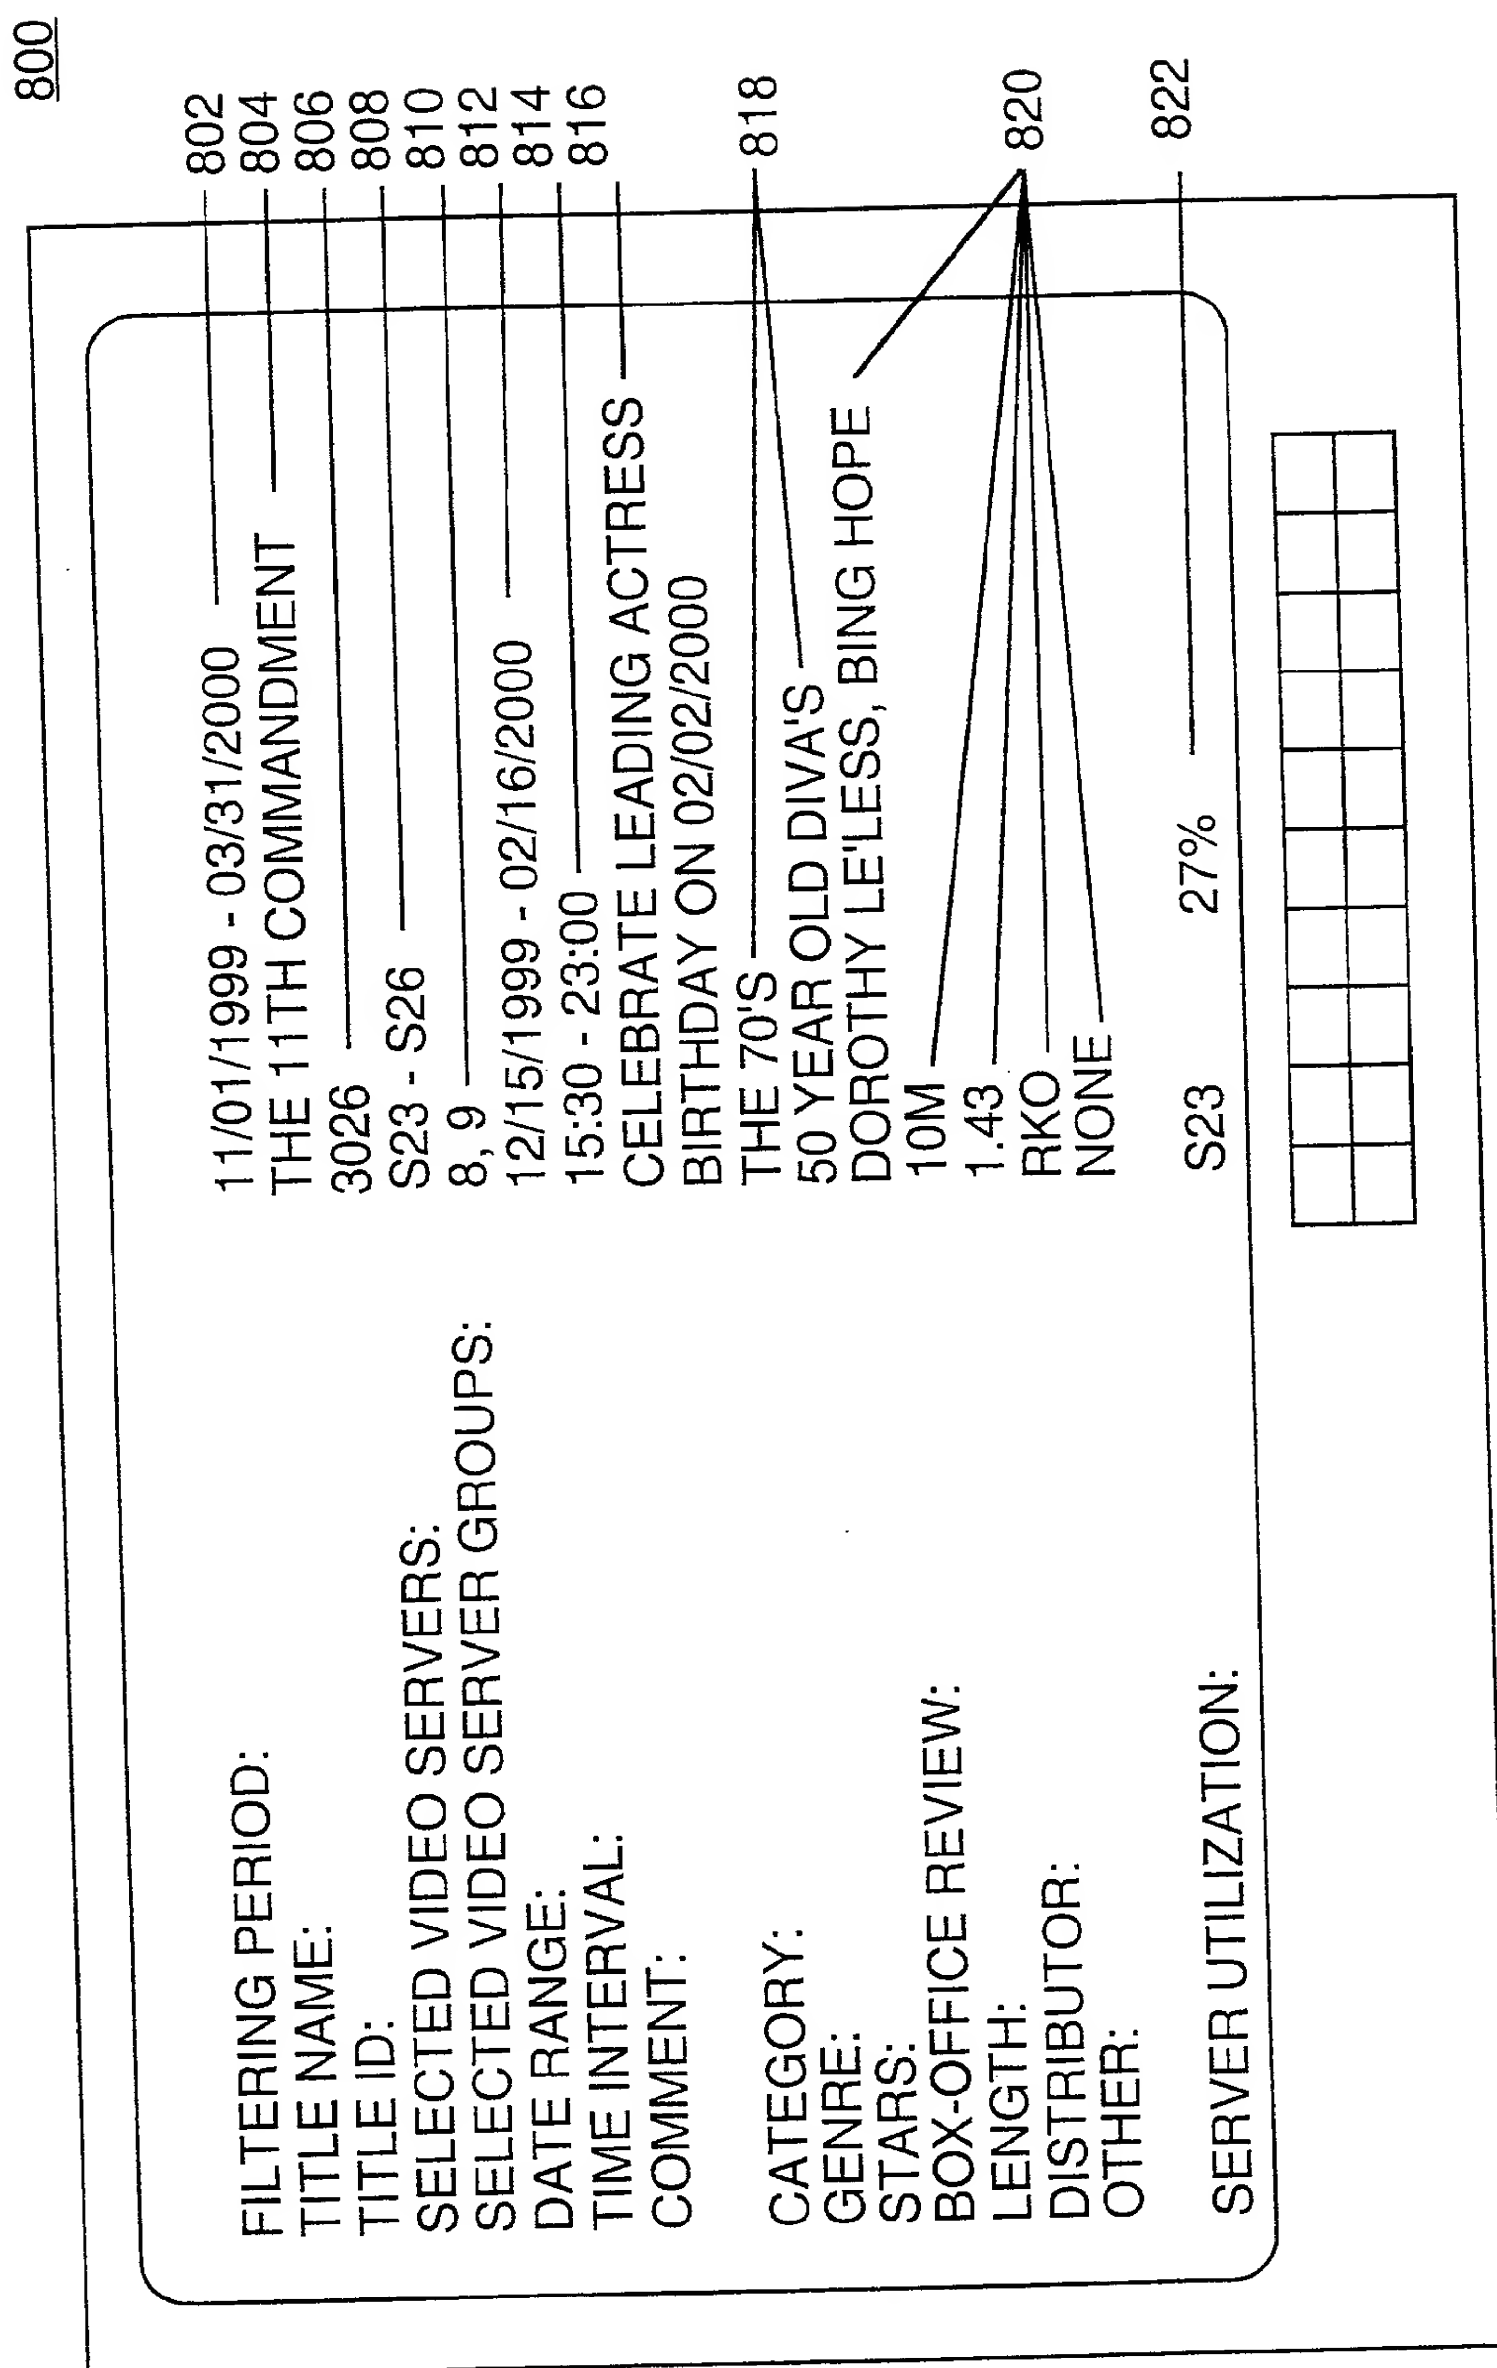 800
FILTERING PERIOD: 11/01/1999 - 03/31/2000 802
TITLE NAME: THE 11TH COMMANDMENT 804
TITLE ID: 3026 806
SELECTED VIDEO SERVERS: S23 - S26 808
SELECTED VIDEO SERVER GROUPS: 8, 9 810
DATE RANGE: 12/15/1999 - 02/16/2000 812
TIME INTERVAL: 15:30 - 23:00 814
COMMENT: CELEBRATE LEADING ACTRESS 816
BIRTHDAY ON 02/02/2000
CATEGORY: THE 70'S 818
GENRE: 50 YEAR OLD DIVA'S
STARS: DOROTHY LE'LESS, BING HOPE
BOX-OFFICE REVIEW: 10M
LENGTH: 1.43 820
DISTRIBUTOR: RKO
OTHER: NONE
SERVER UTILIZATION: S23 27% 822